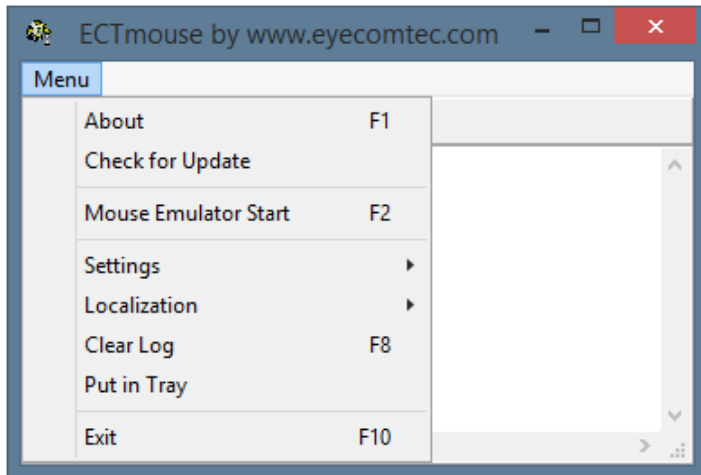 ECTmouse by www.eyecomtec.com
Menu
About F1
Check for Update
Mouse Emulator Start F2
Settings
Localization
Clear Log F8
Put in Tray
Exit F10